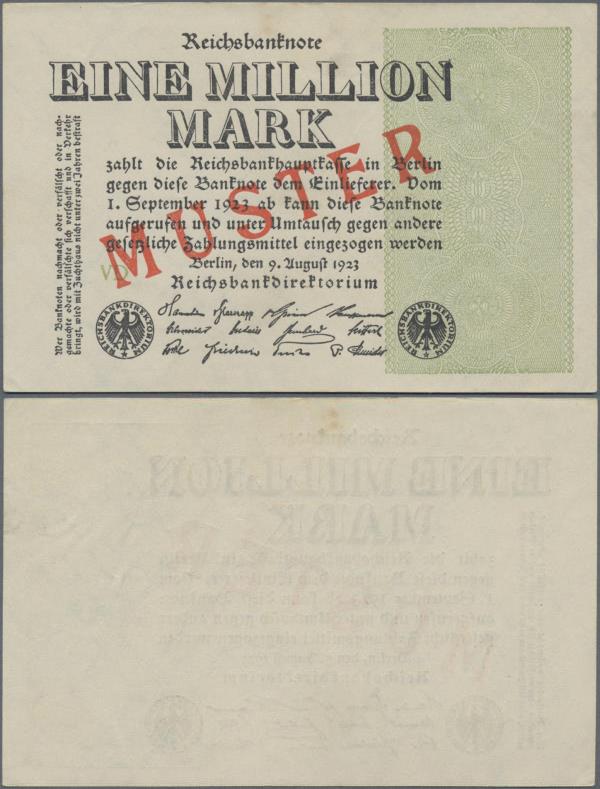 Reichsbanknote
EINE MILLION
MARK
zahlt die Reichsbankhauptkasse in Berlin
gegen diese Banknote dem Einlieferer. Vom
1. September 1923 ab kann diese Banknote
aufgerufen und unter Umtausch gegen andere
gesetzliche Zahlungsmittel eingezogen werden
Berlin, den 9. August 1923
Reichsbankdirektorium
MUSTER
Wer Banknoten nachmacht oder verfälscht oder nach-
gemachte oder verfälschte sich verschafft und in Verkehr
bringt, wird mit Zuchthaus nicht unter zwei Jahren bestraft
VD
REICHSBANKDIREKTORIUM
REICHSBANKDIREKTORIUM